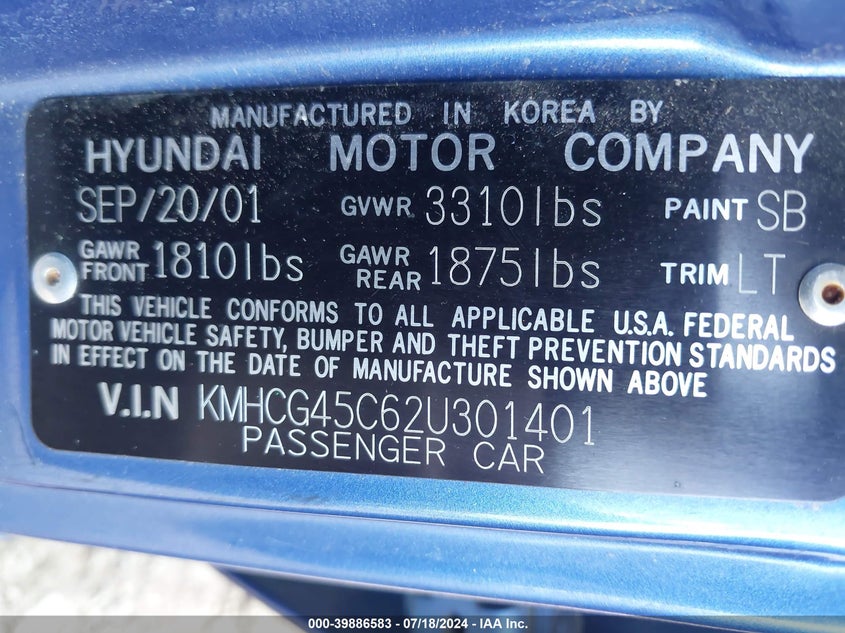 MANUFACTURED IN KOREA BY
HYUNDAI MOTOR COMPANY
SEP/20/01 GVWR 3310lbs PAINT SB
GAWR FRONT 1810lbs GAWR REAR 1875lbs TRIM LT
THIS VEHICLE CONFORMS TO ALL APPLICABLE U.S.A. FEDERAL
MOTOR VEHICLE SAFETY, BUMPER AND THEFT PREVENTION STANDARDS
IN EFFECT ON THE DATE OF MANUFACTURE SHOWN ABOVE
V.I.N KMHCG45C62U301401
PASSENGER CAR
000-39886583 / 07/18/2024 - IAA Inc.